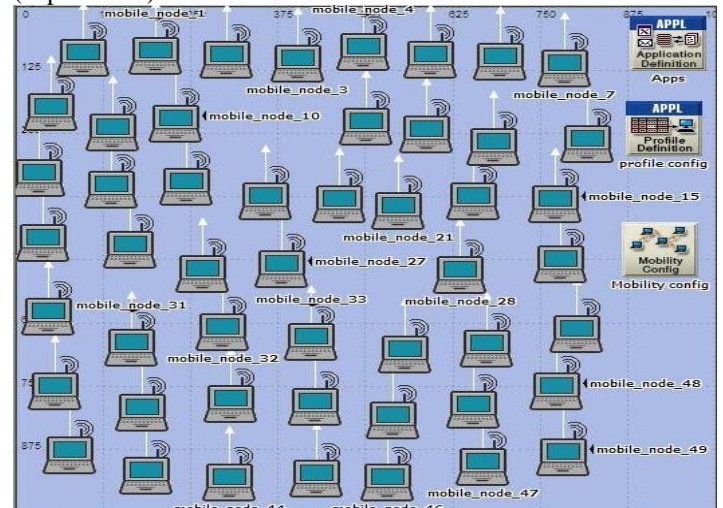 0
375
625
750
875
mobile_node_1
mobile_node_4
APPL
Application
Definition
Apps
125
mobile_node_3
mobile_node_7
mobile_node_10
APPL
Profile
Definition
profile config
mobile_node_15
mobile_node_21
mobile_node_27
Mobility
Config
Mobility config
mobile_node_31
mobile_node_33
mobile_node_28
mobile_node_32
mobile_node_48
875
mobile_node_49
mobile_node_47